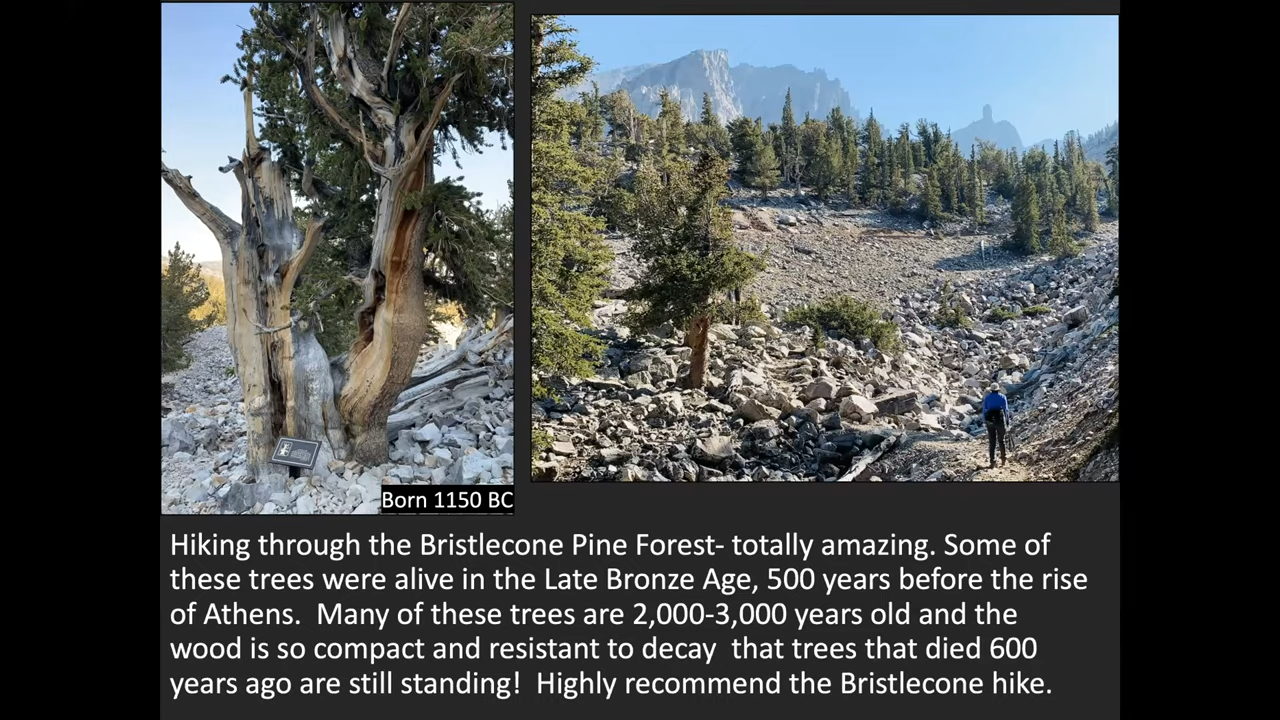 Born 1150 BC
Hiking through the Bristlecone Pine Forest- totally amazing. Some of
these trees were alive in the Late Bronze Age, 500 years before the rise
of Athens.  Many of these trees are 2,000-3,000 years old and the
wood is so compact and resistant to decay  that trees that died 600
years ago are still standing!  Highly recommend the Bristlecone hike.